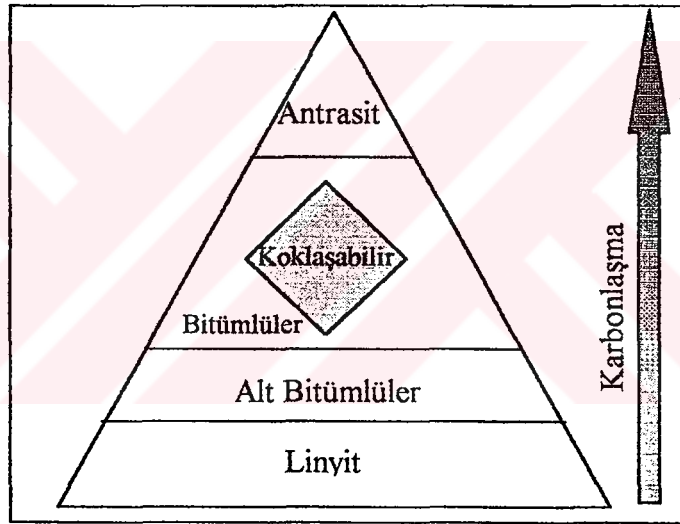 Antrasit
Koklaşabilir
Bitümlüler
Alt Bitümlüler
Linyit
Karbonlaşma